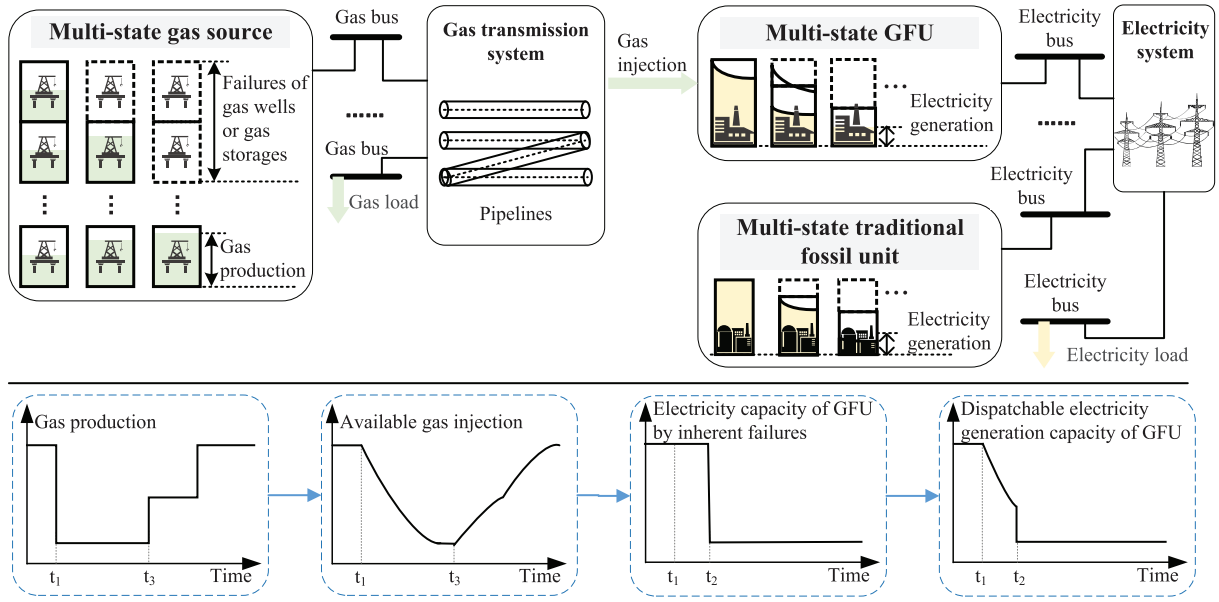 Multi-state gas source
Failures of
gas wells
or gas
storages
Gas
production
Gas bus
......
Gas bus
Gas load
Gas transmission
system
Pipelines
Gas
injection
Multi-state GFU
Electricity
generation
Multi-state traditional
fossil unit
Electricity
generation
Electricity
bus
......
Electricity
bus
Electricity
bus
Electricity load
Electricity
system
Gas production
t1
t3
Time
Available gas injection
t1
t3
Time
Electricity capacity of GFU
by inherent failures
t1
t2
Time
Dispatchable electricity
generation capacity of GFU
t1
t2
Time